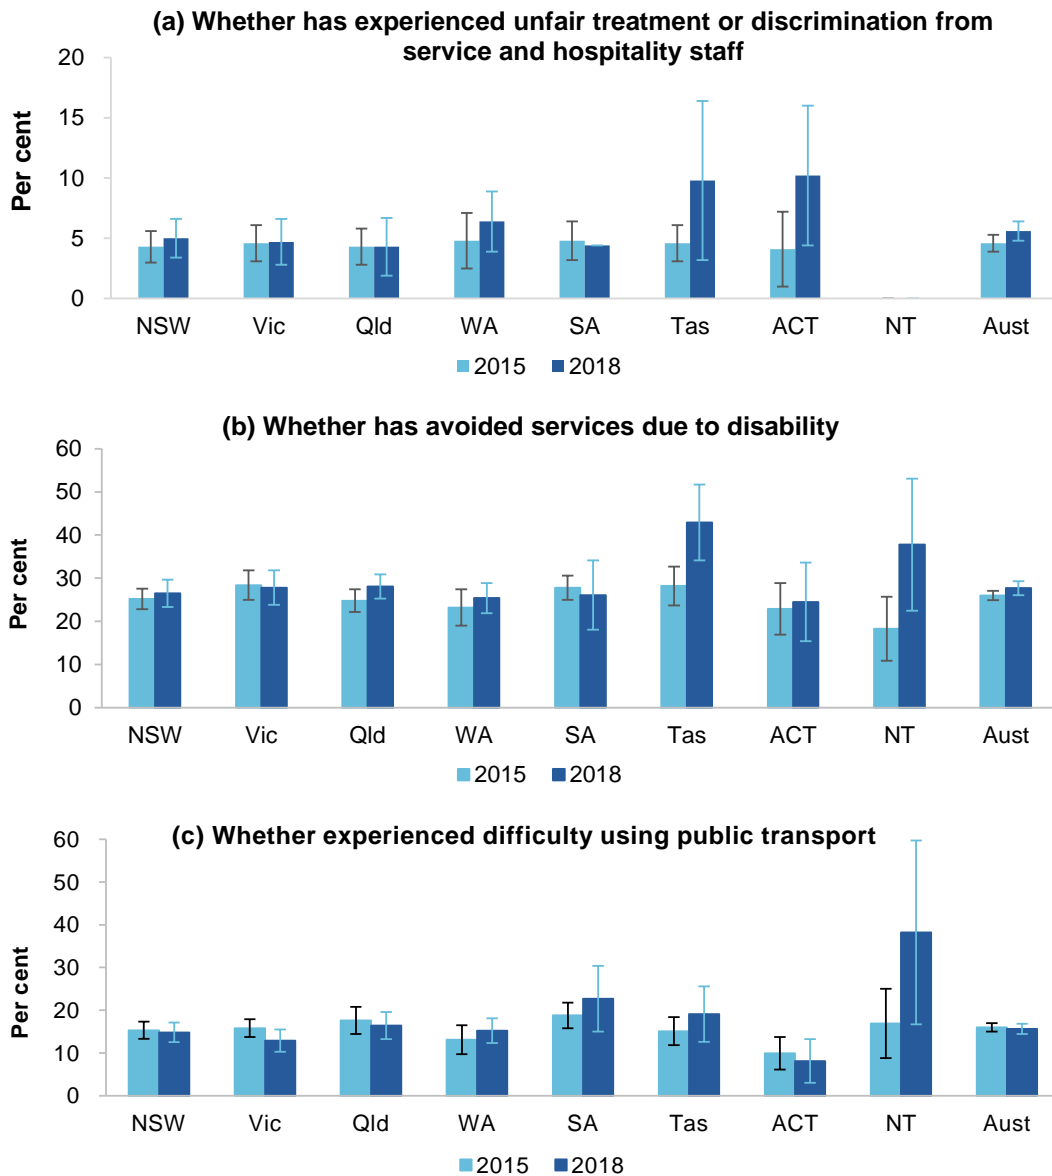 (a) Whether has experienced unfair treatment or discrimination from
service and hospitality staff
Per cent
20
15
10
5
0
NSW Vic Qld WA SA Tas ACT NT Aust
2015 2018
(b) Whether has avoided services due to disability
Per cent
60
50
40
30
20
10
0
NSW Vic Qld WA SA Tas ACT NT Aust
2015 2018
(c) Whether experienced difficulty using public transport
Per cent
60
50
40
30
20
10
0
NSW Vic Qld WA SA Tas ACT NT Aust
2015 2018